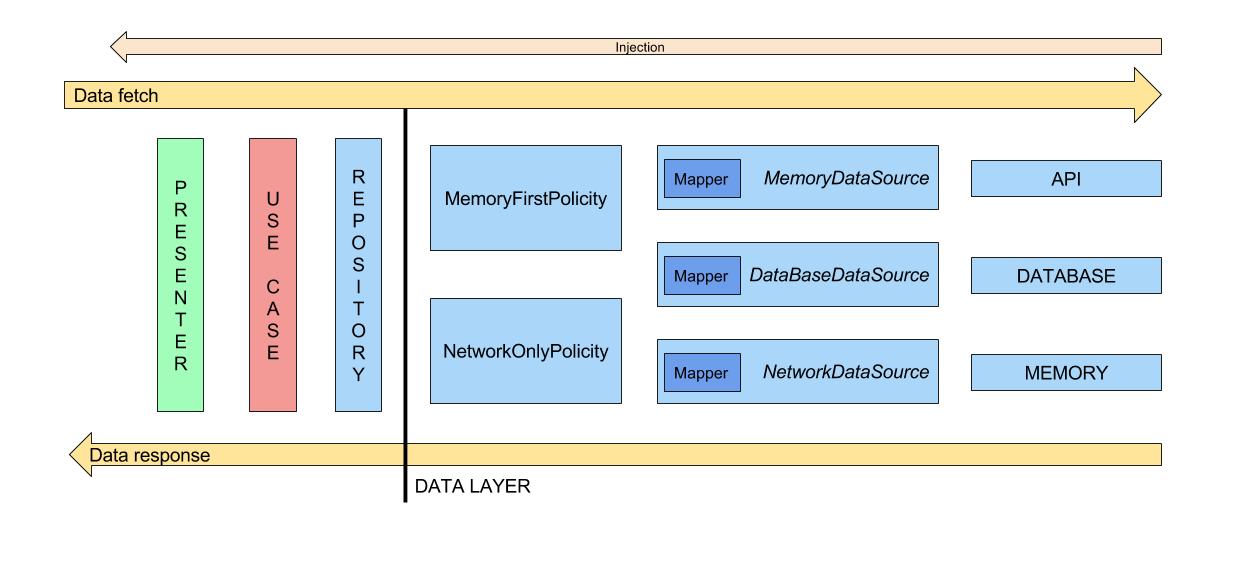 Injection
Data fetch
PRESENTER
USE CASE
REPOSITORY
MemoryFirstPolicity
NetworkOnlyPolicity
Mapper
MemoryDataSource
Mapper
DataBaseDataSource
Mapper
NetworkDataSource
API
DATABASE
MEMORY
Data response
DATA LAYER